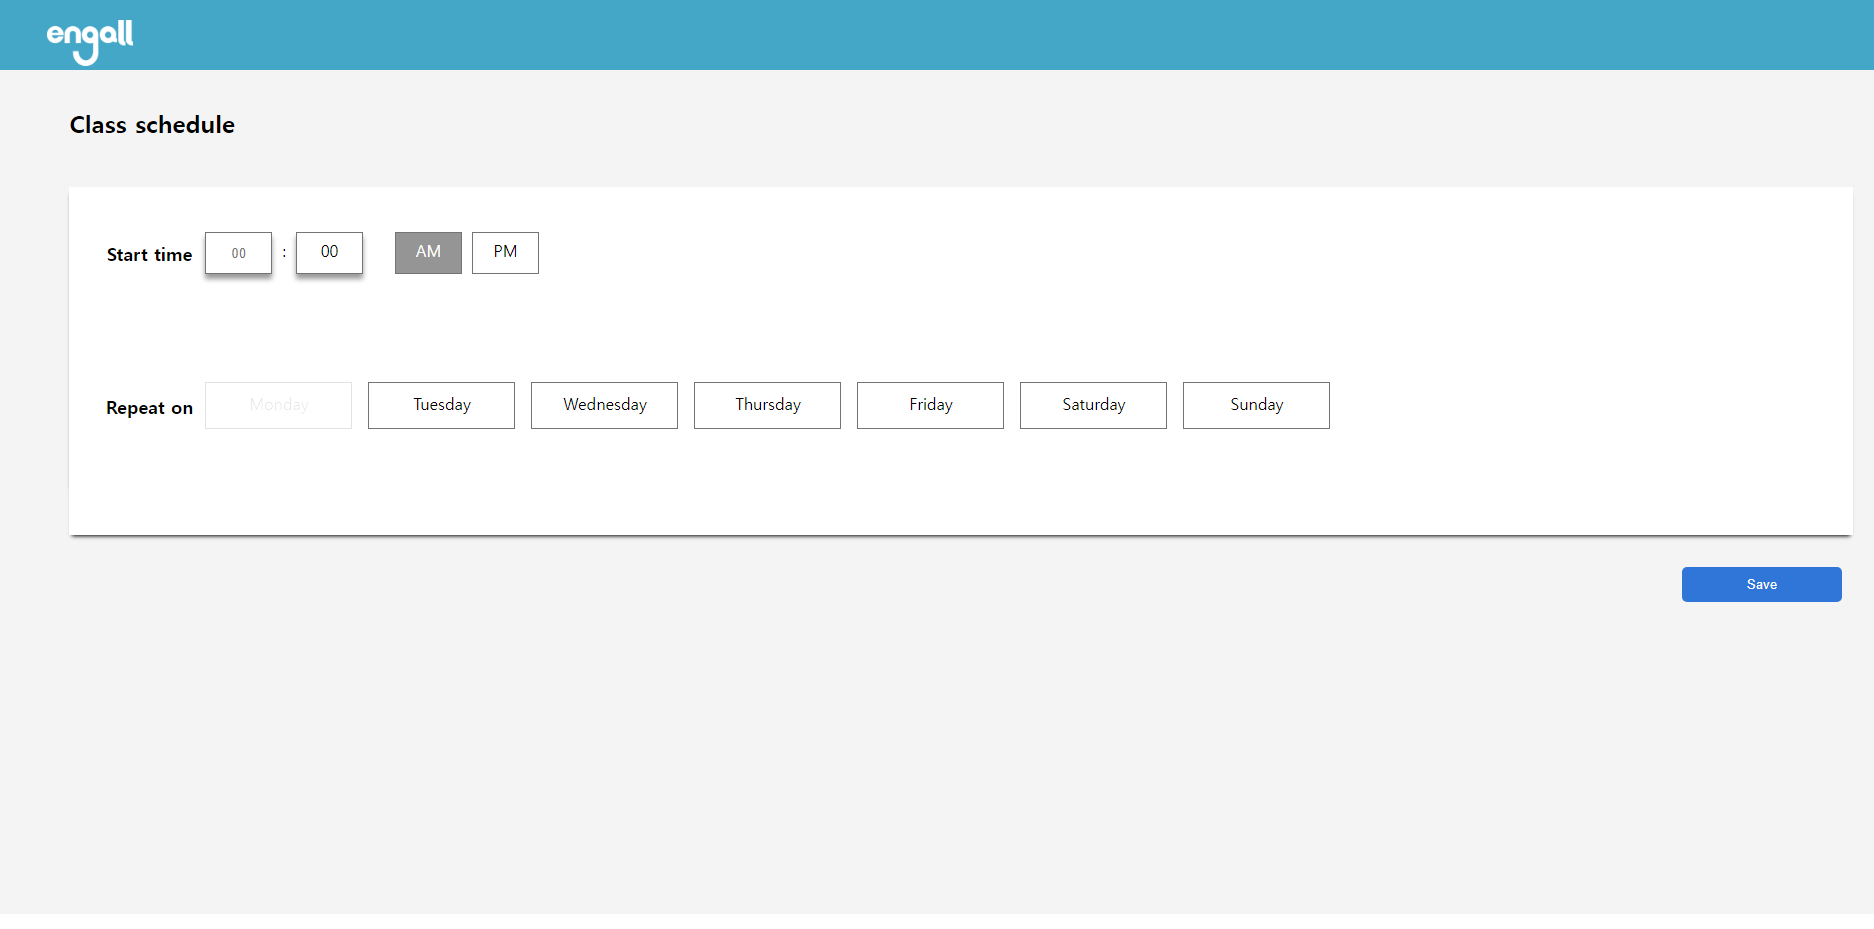 engall
Class schedule
Start time 00 : 00 AM PM
Repeat on Monday Tuesday Wednesday Thursday Friday Saturday Sunday
Save